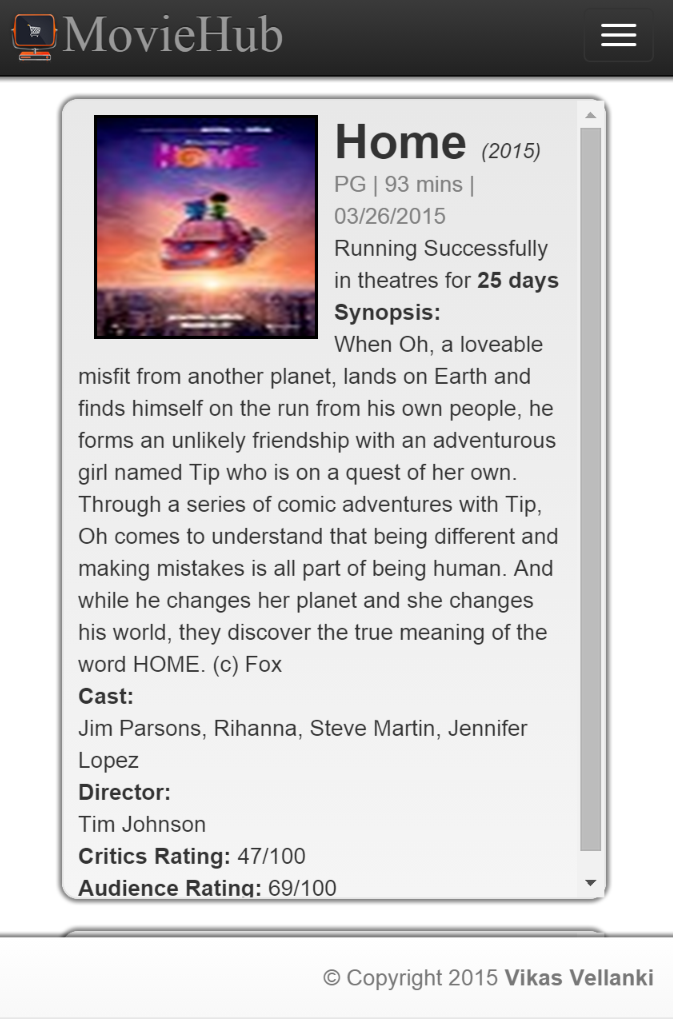 MovieHub
HOME
Home (2015)
PG | 93 mins |
03/26/2015
Running Successfully
in theatres for 25 days
Synopsis:
When Oh, a loveable
misfit from another planet, lands on Earth and
finds himself on the run from his own people, he
forms an unlikely friendship with an adventurous
girl named Tip who is on a quest of her own.
Through a series of comic adventures with Tip,
Oh comes to understand that being different and
making mistakes is all part of being human. And
while he changes her planet and she changes
his world, they discover the true meaning of the
word HOME. (c) Fox
Cast:
Jim Parsons, Rihanna, Steve Martin, Jennifer
Lopez
Director:
Tim Johnson
Critics Rating: 47/100
Audience Rating: 69/100
© Copyright 2015 Vikas Vellanki